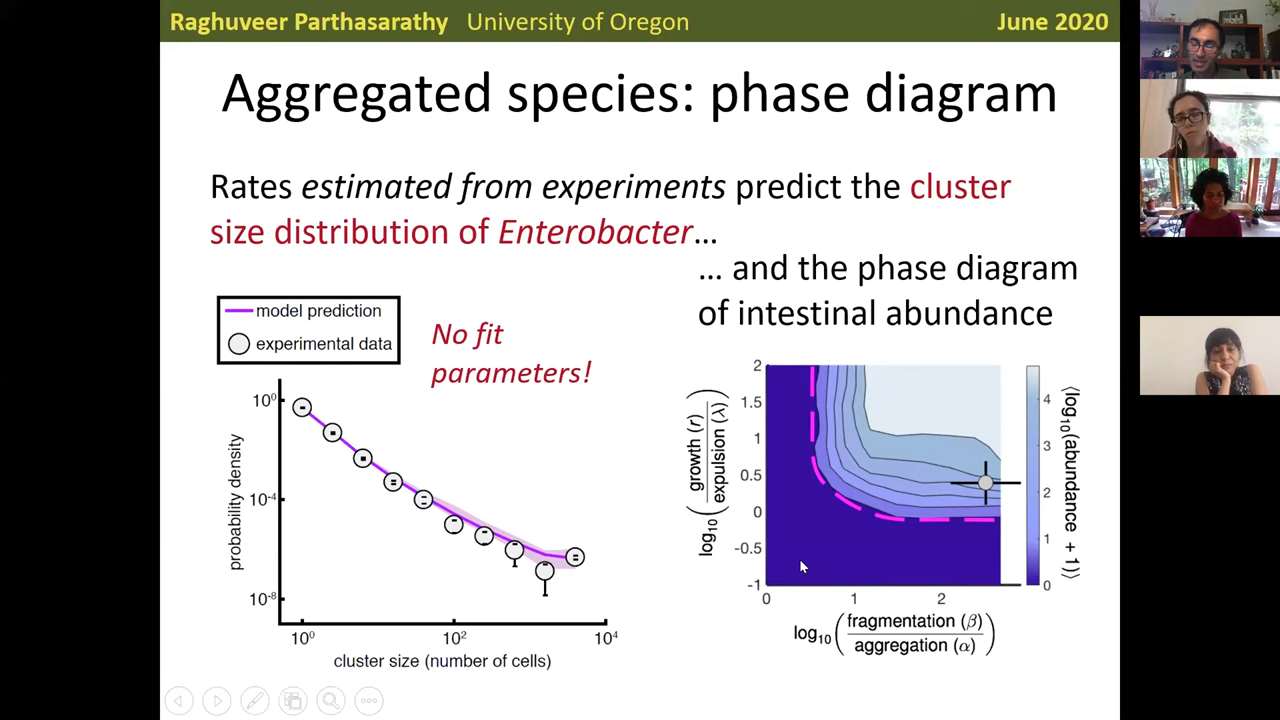 Raghuveer Parthasarathy University of Oregon June 2020
Aggregated species: phase diagram
Rates estimated from experiments predict the cluster
size distribution of Enterobacter…
… and the phase diagram
of intestinal abundance
model prediction
experimental data
No fit
parameters!
10⁰
10⁻⁴
10⁻⁸
probability density
10⁰ 10² 10⁴
cluster size (number of cells)
2
1.5
1
0.5
0
-0.5
-1
log₁₀(growth (r)/expulsion (λ))
0 1 2
log₁₀(fragmentation (β)/aggregation (α))
4
3
2
1
0
⟨log₁₀(abundance + 1)⟩